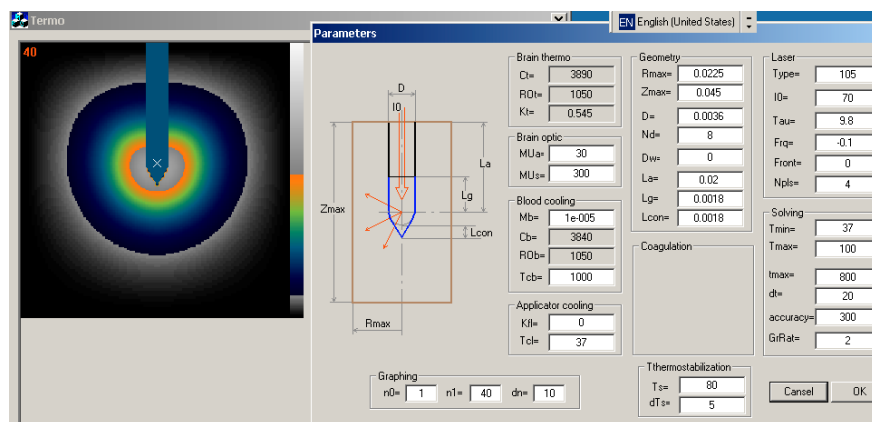 Termo
EN English (United States)
Parameters
40
D
I0
La
Lg
Zmax
Lcon
Rmax
Brain thermo
Ct= 3890
ROt= 1050
Kt= 0.545
Brain optic
MUa= 30
MUs= 300
Blood cooling
Mb= 1e-005
Cb= 3840
ROb= 1050
Tcb= 1000
Applicator cooling
Kfl= 0
Tcl= 37
Geometry
Rmax= 0.0225
Zmax= 0.045
D= 0.0036
Nd= 8
Dw= 0
La= 0.02
Lg= 0.0018
Lcon= 0.0018
Coagulation
Tthermostabilization
Ts= 80
dTs= 5
Laser
Type= 105
I0= 70
Tau= 9.8
Frq= -0.1
Front= 0
Npls= 4
Solving
Tmin= 37
Tmax= 100
tmax= 800
dt= 20
accuracy= 300
GrRat= 2
Graphing
n0= 1 n1= 40 dn= 10
Cansel OK